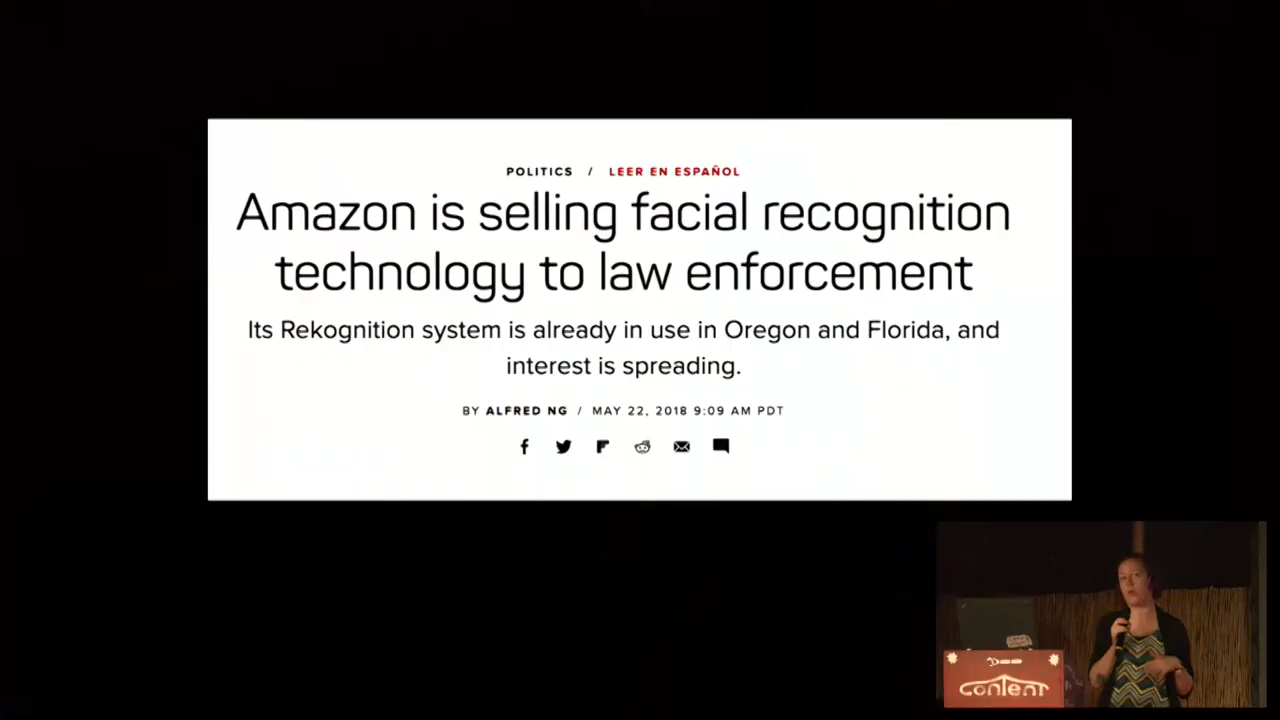 POLITICS / LEER EN ESPAÑOL
Amazon is selling facial recognition
technology to law enforcement
Its Rekognition system is already in use in Oregon and Florida, and
interest is spreading.
BY ALFRED NG / MAY 22, 2018 9:09 AM PDT
content